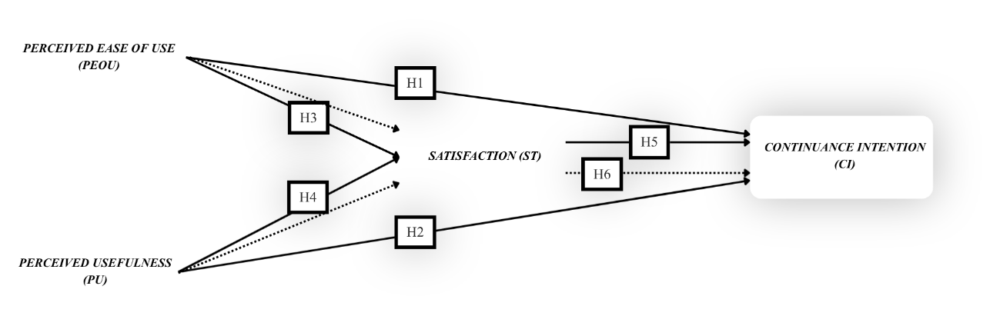 PERCEIVED EASE OF USE
(PEOU)
H1
H3
H5
CONTINUANCE INTENTION
(CI)
SATISFACTION (ST)
H6
H4
H2
PERCEIVED USEFULNESS
(PU)